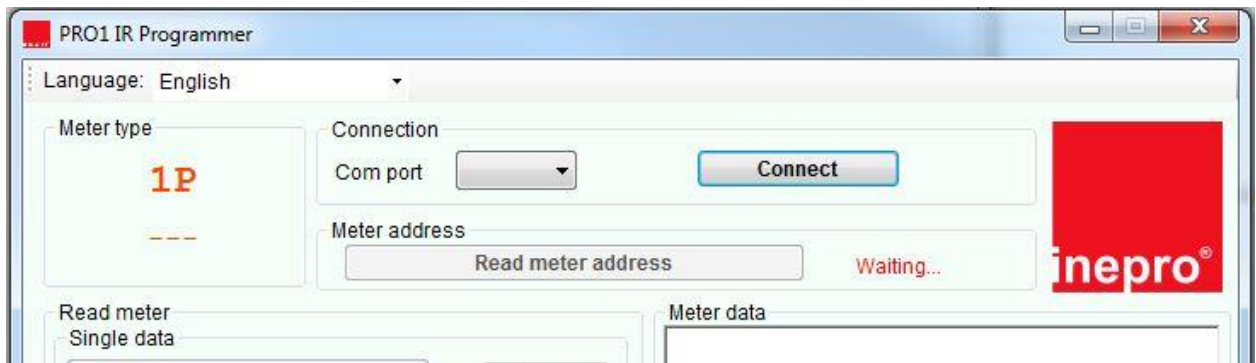 PRO1 IR Programmer
Language: English
Meter type
1P
---
Connection
Com port
Connect
Meter address
Read meter address
Waiting...
inepro®
Read meter
Single data
Meter data